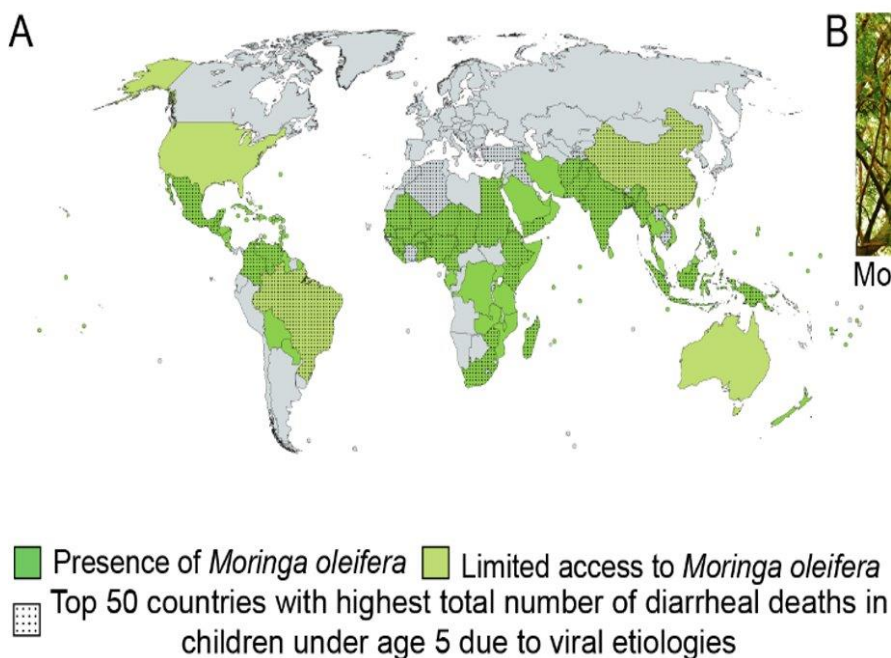 A
B
Mo
Presence of Moringa oleifera
Limited access to Moringa oleifera
Top 50 countries with highest total number of diarrheal deaths in
children under age 5 due to viral etiologies